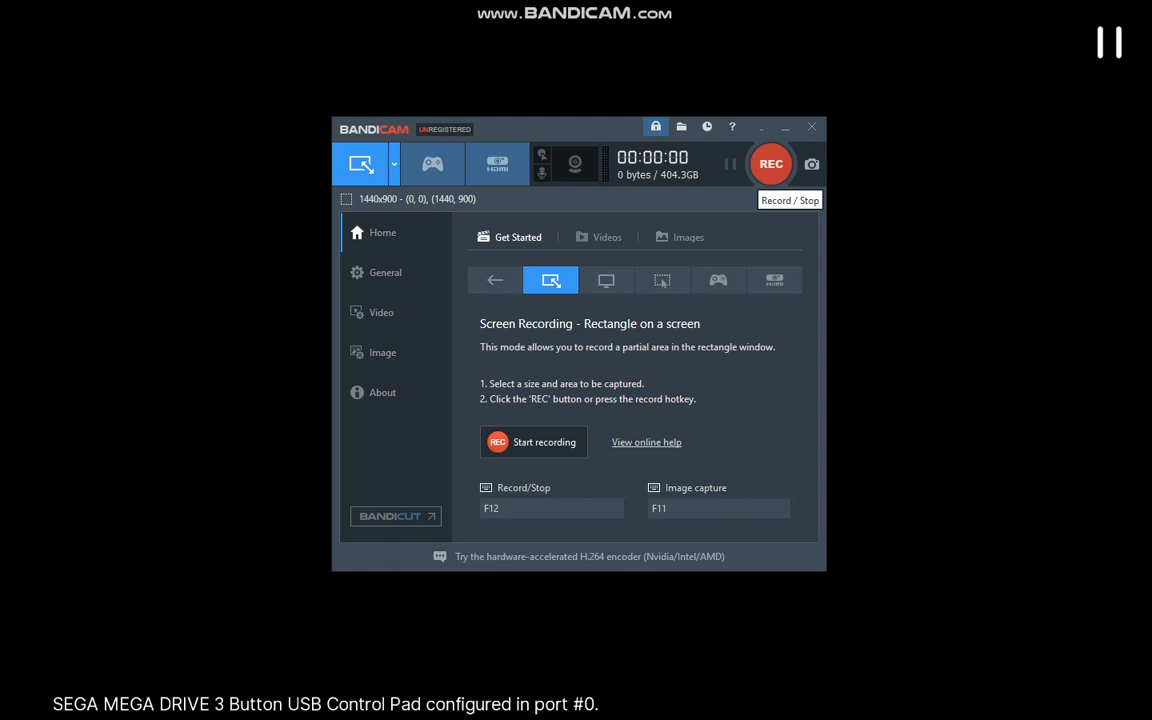 www.BANDICAM.com
BANDICAM UNREGISTERED
?
HDMI
00:00:00
0 bytes / 404.3GB
REC
1440x900 - (0, 0), (1440, 900)
Record / Stop
Home
General
Video
Image
About
BANDICUT
Get Started
Videos
Images
HDMI
Screen Recording - Rectangle on a screen
This mode allows you to record a partial area in the rectangle window.
1. Select a size and area to be captured.
2. Click the 'REC' button or press the record hotkey.
REC Start recording
View online help
Record/Stop
F12
Image capture
F11
Try the hardware-accelerated H.264 encoder (Nvidia/Intel/AMD)
SEGA MEGA DRIVE 3 Button USB Control Pad configured in port #0.